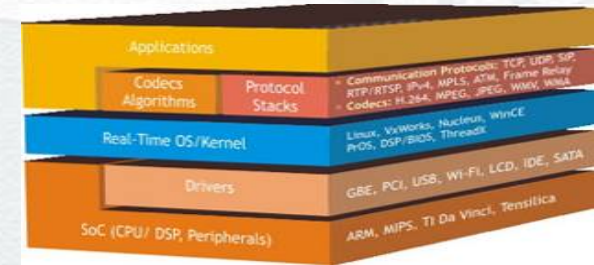 Applications
Codecs
Algorithms
Protocol
Stacks
• Communication Protocols: TCP, UDP, SIP,
RTP/RTSP, IPv4, MPLS, ATM, Frame Relay
• Codecs: H.264, MPEG, JPEG, WMV, WMA
Real-Time OS/Kernel
Linux, VxWorks, Nucleus, WinCE
PrOS, DSP/BIOS, ThreadX
Drivers
GBE, PCI, USB, Wi-Fi, LCD, IDE, SATA
SoC (CPU/ DSP, Peripherals)
ARM, MIPS, TI Da Vinci, Tensilica